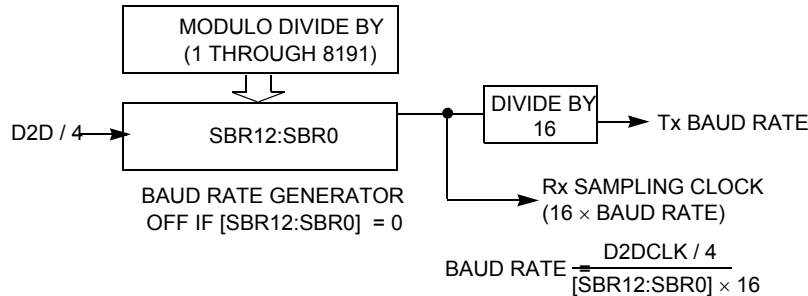 MODULO DIVIDE BY
(1 THROUGH 8191)
D2D / 4
SBR12:SBR0
DIVIDE BY
16
Tx BAUD RATE
BAUD RATE GENERATOR
OFF IF [SBR12:SBR0] = 0
Rx SAMPLING CLOCK
(16 × BAUD RATE)
BAUD RATE =
D2DCLK / 4
[SBR12:SBR0] × 16